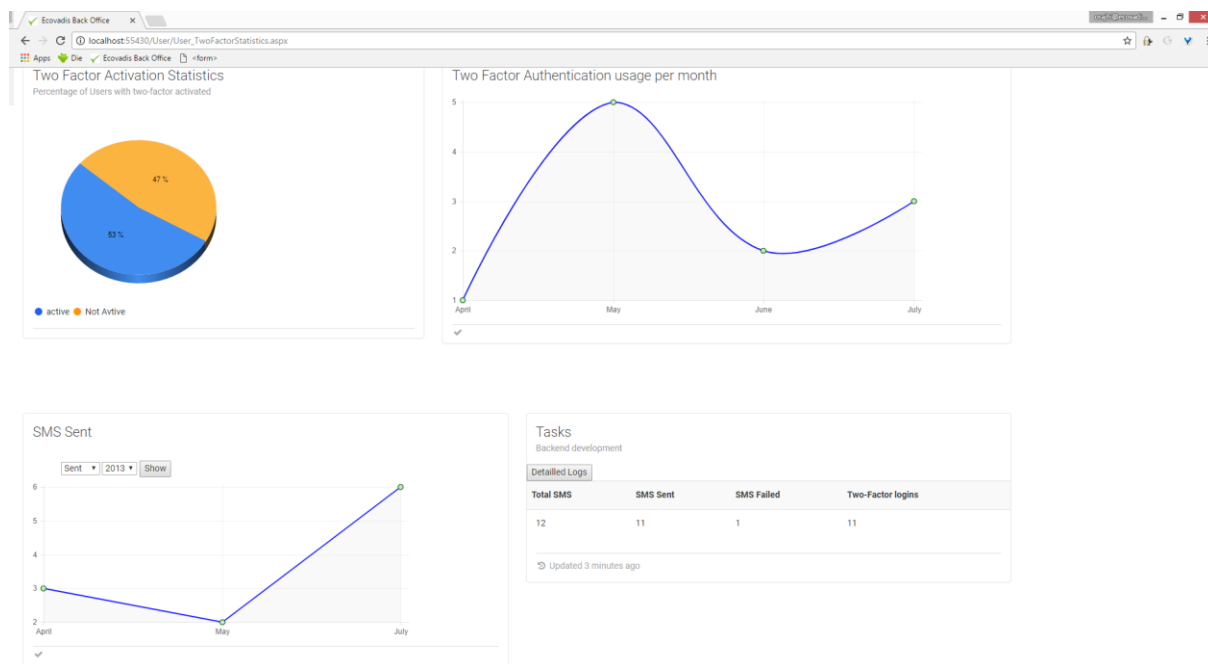 Ecovadis Back Office
localhost:55430/User/User_TwoFactorStatistics.aspx
Apps Die Ecovadis Back Office <form>
Two Factor Activation Statistics
Percentage of Users with two-factor activated
47 %
53 %
active Not Avtive
Two Factor Authentication usage per month
5
4
3
2
1
April May June July
SMS Sent
Sent 2013 Show
6
5
4
3
2
April May July
Tasks
Backend development
Detailled Logs
Total SMS SMS Sent SMS Failed Two-Factor logins
12 11 1 11
Updated 3 minutes ago